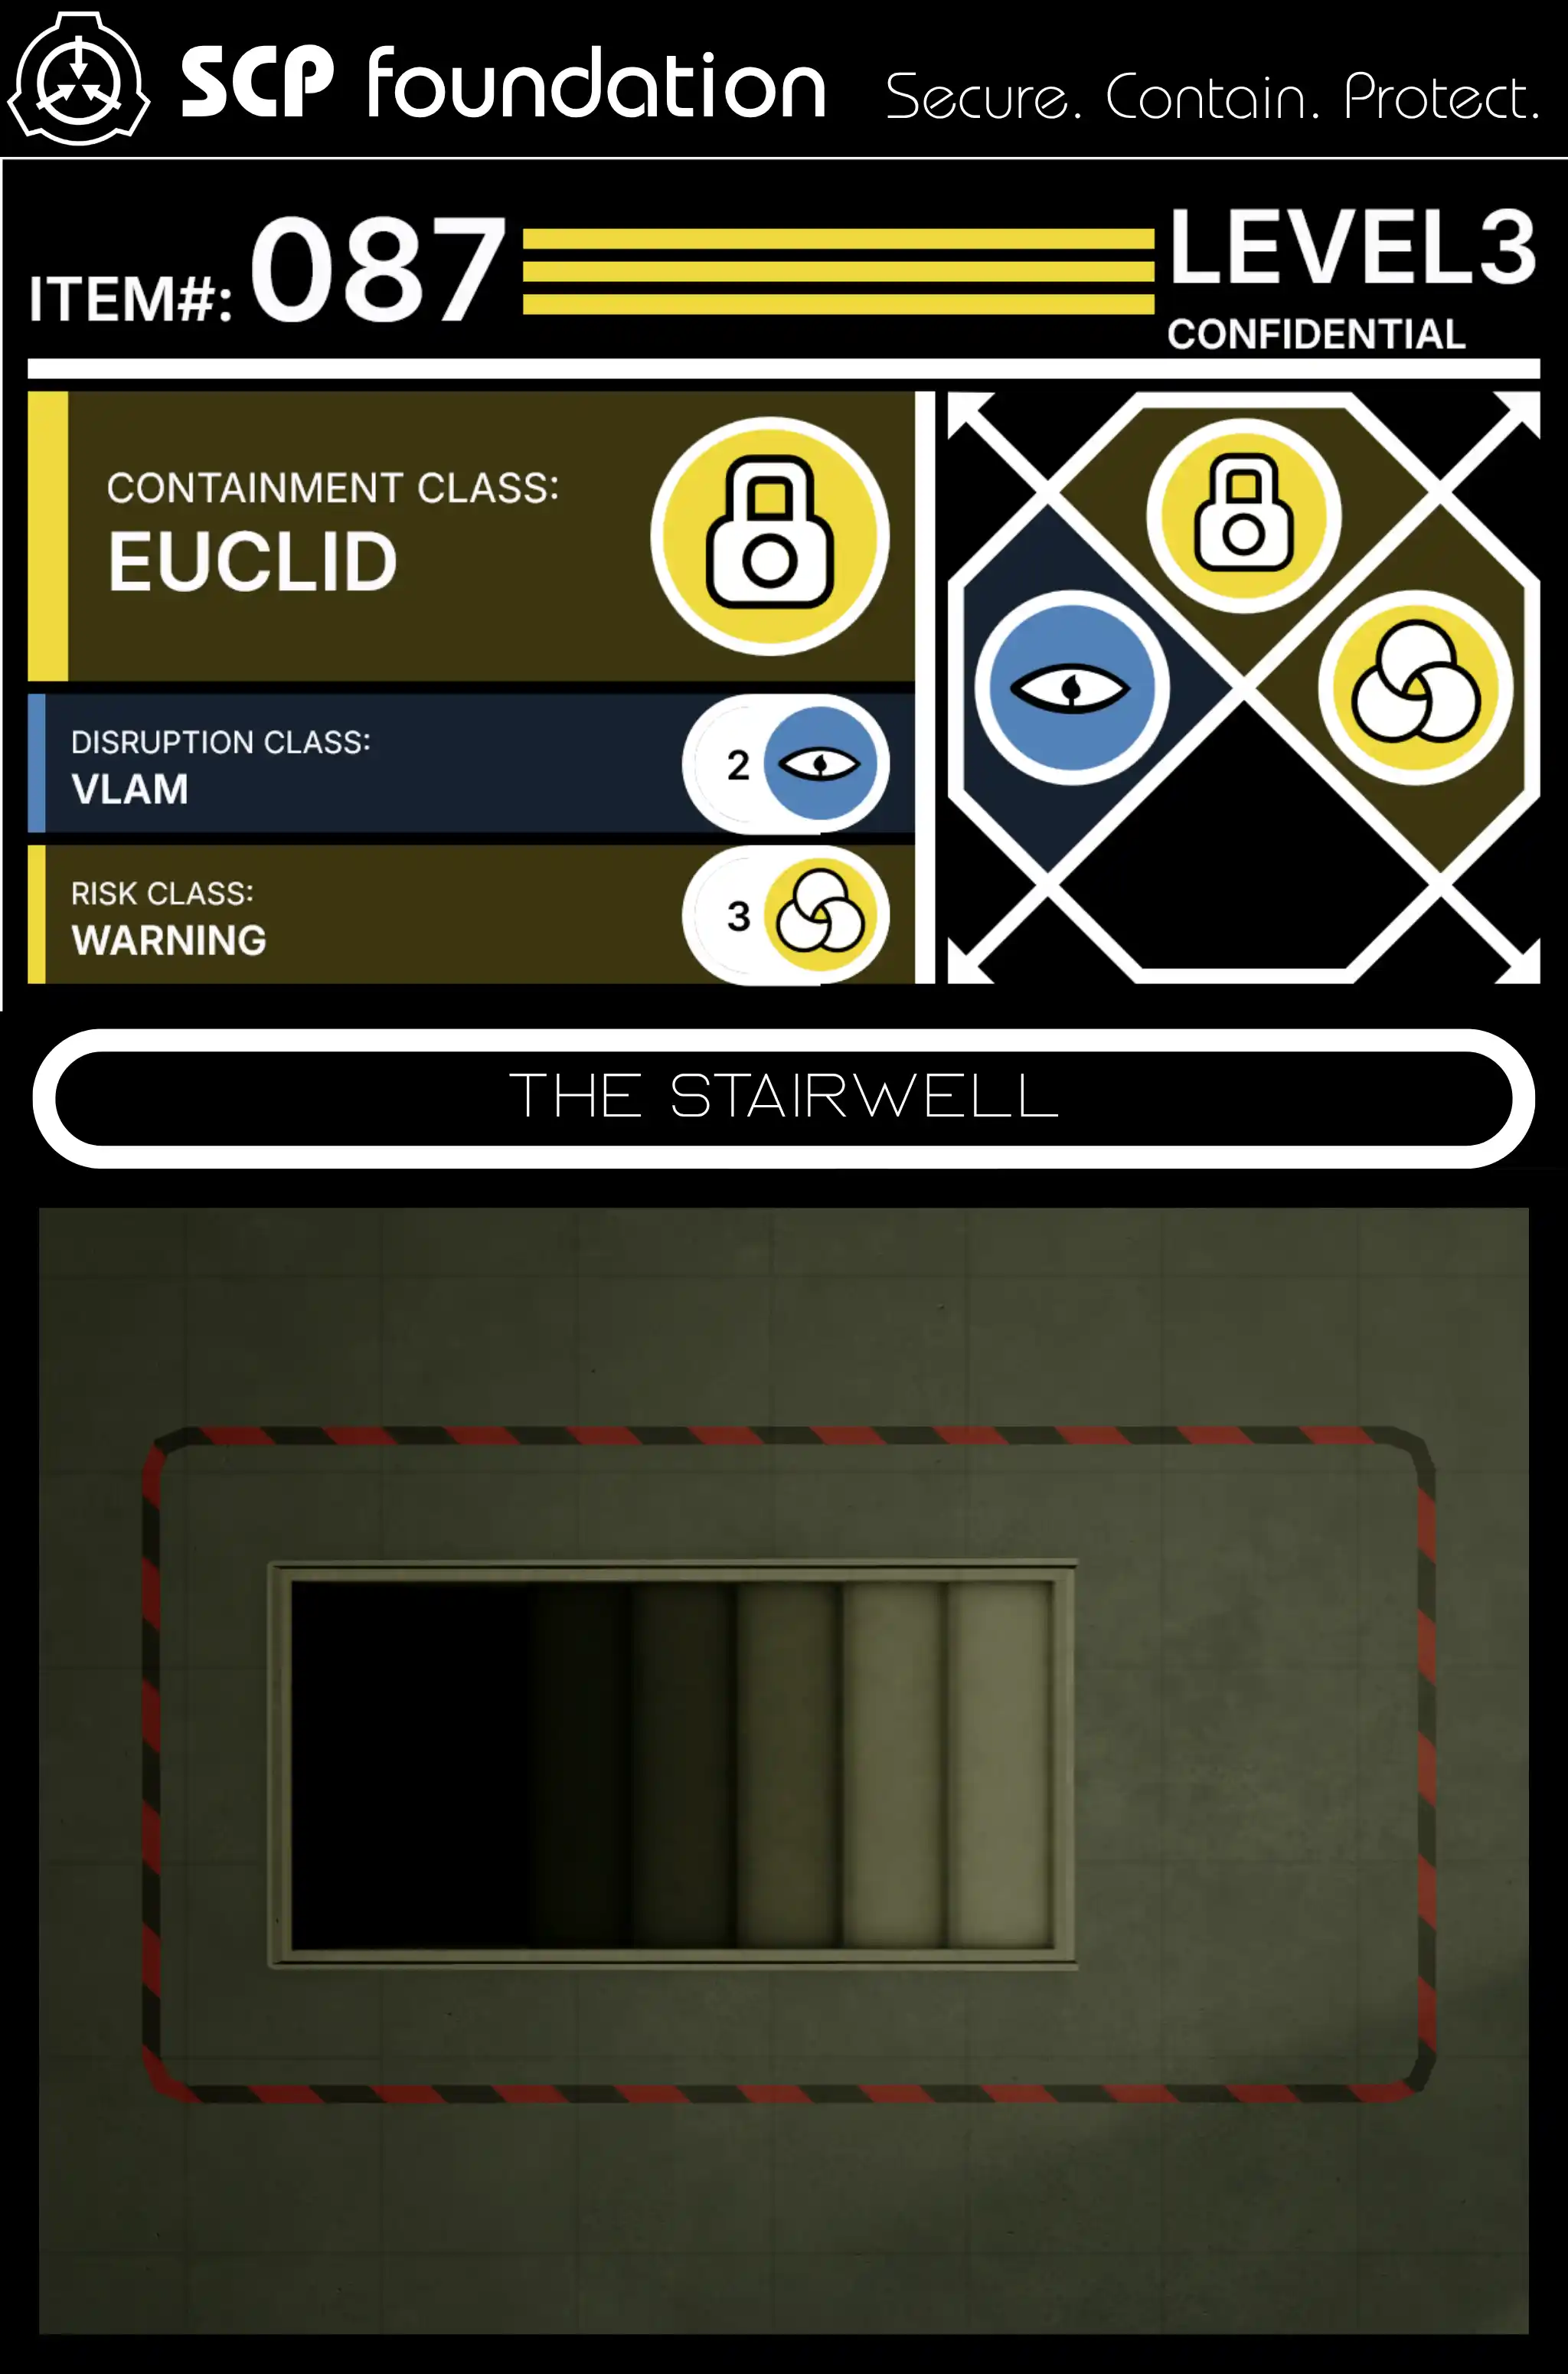 SCP foundation Secure. Contain. Protect.
ITEM#: 087
LEVEL3
CONFIDENTIAL
CONTAINMENT CLASS:
EUCLID
DISRUPTION CLASS:
VLAM
2
RISK CLASS:
WARNING
3
THE STAIRWELL